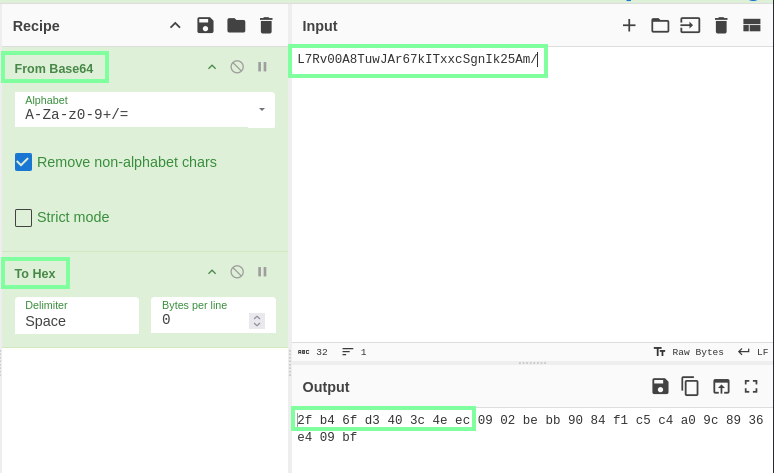 Recipe
From Base64
Alphabet
A-Za-z0-9+/=
Remove non-alphabet chars
Strict mode
To Hex
Delimiter
Space
Bytes per line
0
Input
L7Rv00A8TuwJAr67kITxxcSgnIk25Am/
ABC 32 1
Raw Bytes LF
Output
2f b4 6f d3 40 3c 4e ec 09 02 be bb 90 84 f1 c5 c4 a0 9c 89 36
e4 09 bf